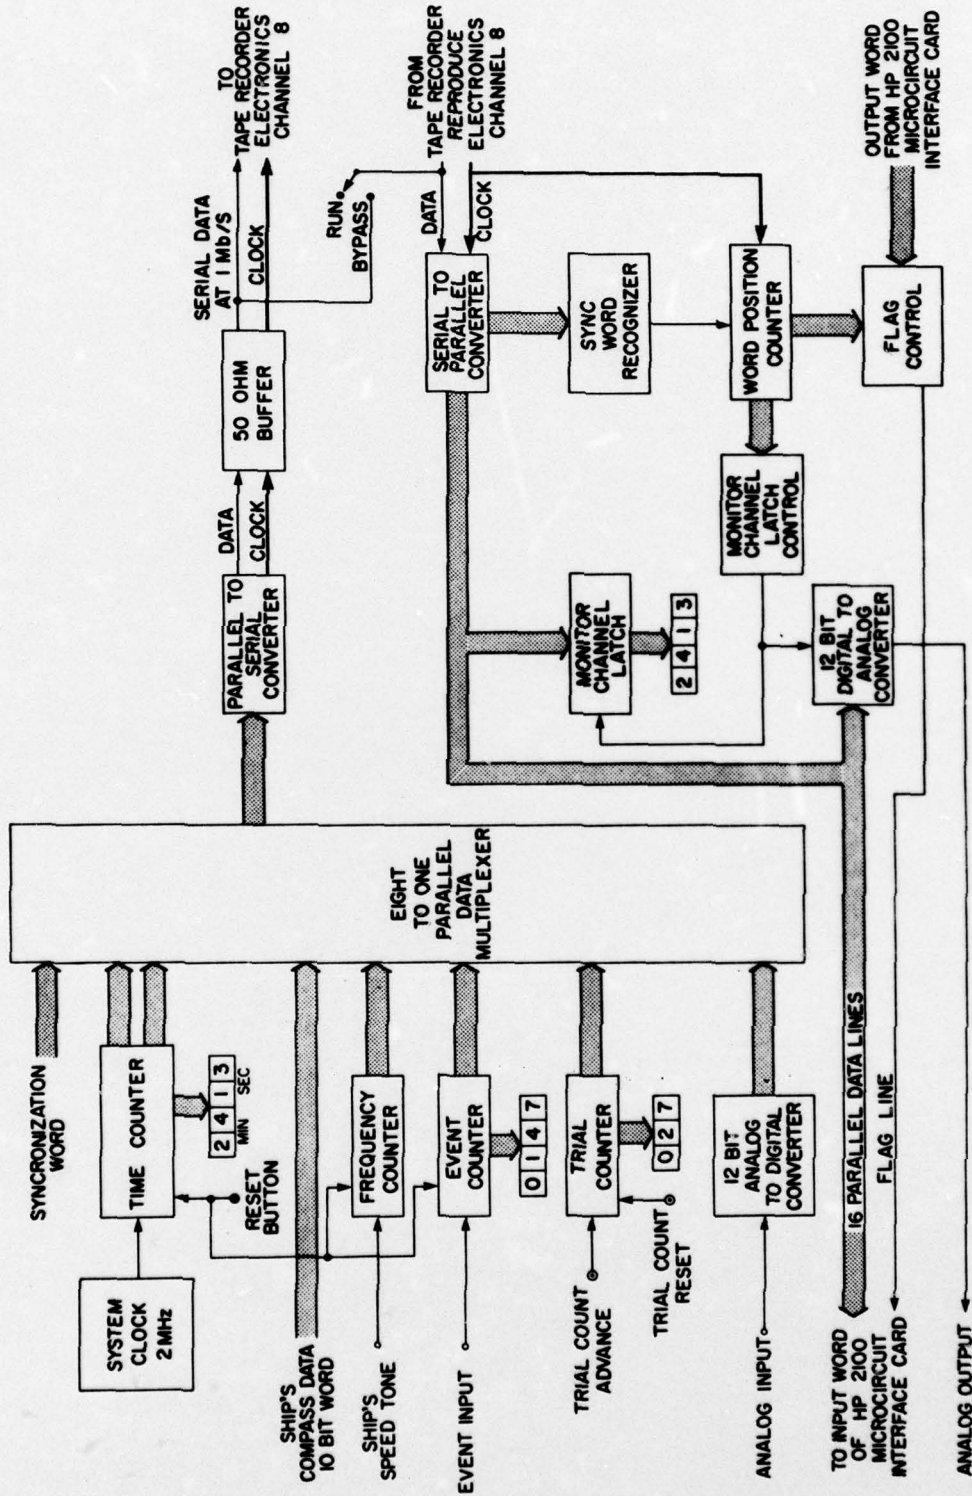 SYNCRONIZATION
WORD
SYSTEM
CLOCK
2 MHz
TIME COUNTER
2 4 1 3
MIN SEC
RESET
BUTTON
SHIP'S
COMPASS DATA
10 BIT WORD
SHIP'S
SPEED TONE
FREQUENCY
COUNTER
EVENT INPUT
EVENT
COUNTER
0 1 4 7
TRIAL COUNT
ADVANCE
TRIAL
COUNTER
0 2 7
TRIAL COUNT
RESET
ANALOG INPUT
12 BIT
ANALOG
TO DIGITAL
CONVERTER
EIGHT
TO ONE
PARALLEL
DATA
MULTIPLEXER
PARALLEL TO
SERIAL
CONVERTER
DATA
CLOCK
50 OHM
BUFFER
SERIAL DATA
AT 1 Mb/S
CLOCK
TO
TAPE RECORDER
ELECTRONICS
CHANNEL 8
RUN
BYPASS
FROM
TAPE RECORDER
REPRODUCE
ELECTRONICS
CHANNEL 8
DATA
CLOCK
SERIAL TO
PARALLEL
CONVERTER
SYNC
WORD
RECOGNIZER
WORD POSITION
COUNTER
MONITOR
CHANNEL
LATCH
2 4 1 3
MONITOR
CHANNEL
LATCH
CONTROL
FLAG
CONTROL
OUTPUT WORD
FROM HP 2100
MICROCIRCUIT
INTERFACE CARD
12 BIT
DIGITAL TO
ANALOG
CONVERTER
16 PARALLEL DATA LINES
FLAG LINE
TO INPUT WORD
OF HP 2100
MICROCIRCUIT
INTERFACE CARD
ANALOG OUTPUT